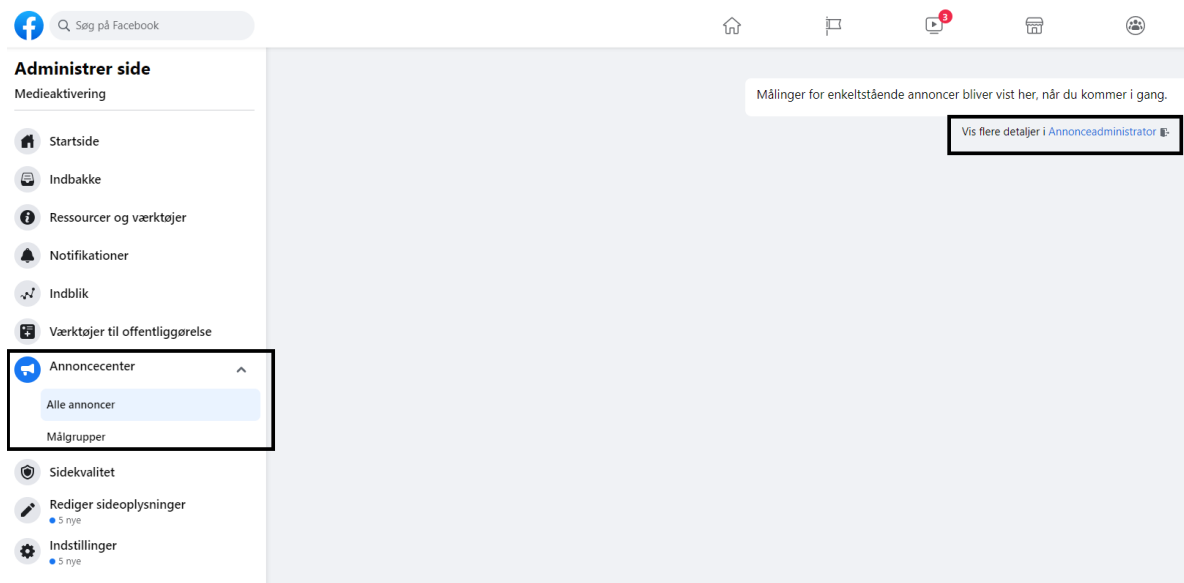 Søg på Facebook
3
Administrer side
Medieaktivering
Startside
Indbakke
Ressourcer og værktøjer
Notifikationer
Indblik
Værktøjer til offentliggørelse
Annoncecenter
Alle annoncer
Målgrupper
Sidekvalitet
Rediger sideoplysninger
5 nye
Indstillinger
5 nye
Målinger for enkeltstående annoncer bliver vist her, når du kommer i gang.
Vis flere detaljer i Annonceadministrator